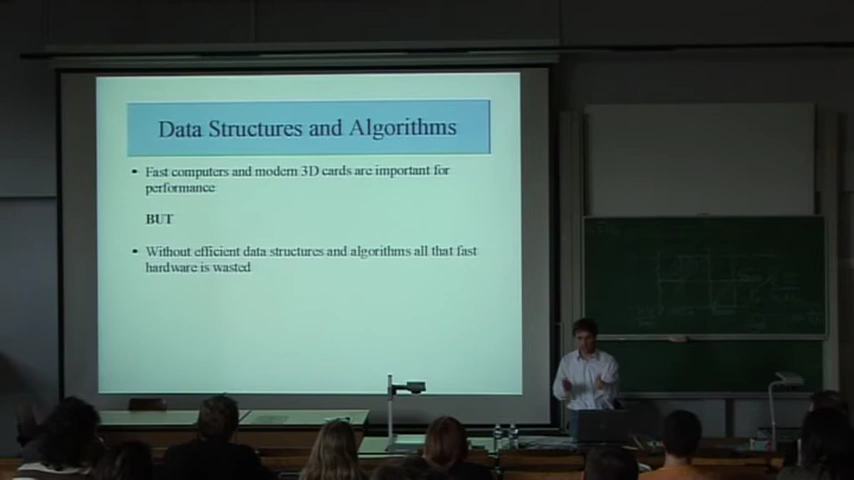 Data Structures and Algorithms
• Fast computers and modern 3D cards are important for
performance
BUT
• Without efficient data structures and algorithms all that fast
hardware is wasted